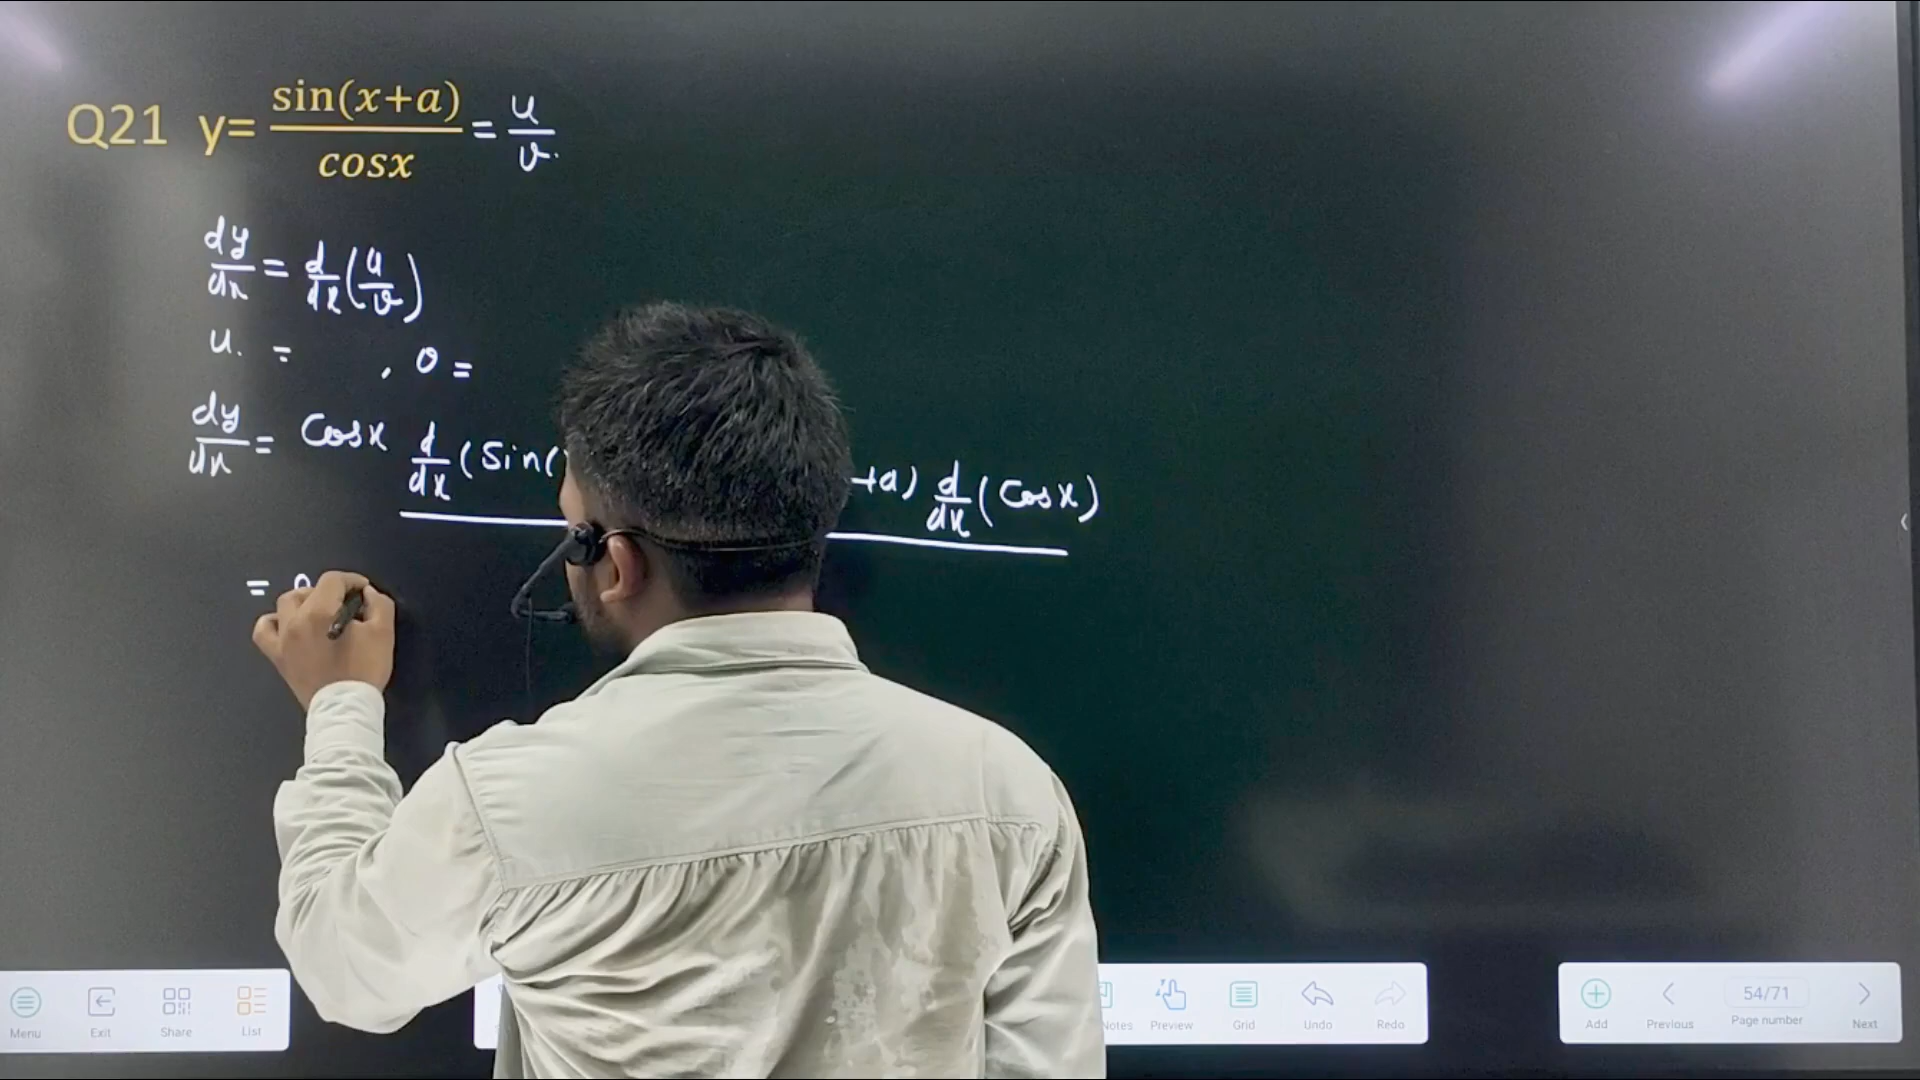 Q21 y= sin(x+a)/cosx = u/v.
dy/dx = d/dx (u/v)
u. = , v =
dy/dx = Cosx d/dx (Sin( +a) d/dx (Cosx)
=
Menu Exit Share List Notes Preview Grid Undo Redo Add Previous 54/71 Page number Next